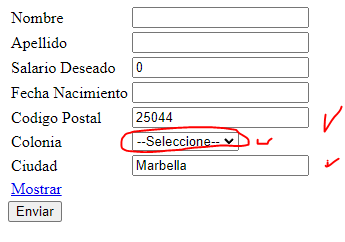 Nombre
Apellido
Salario Deseado 0
Fecha Nacimiento
Codigo Postal 25044
Colonia --Seleccione--
Ciudad Marbella
Mostrar
Enviar